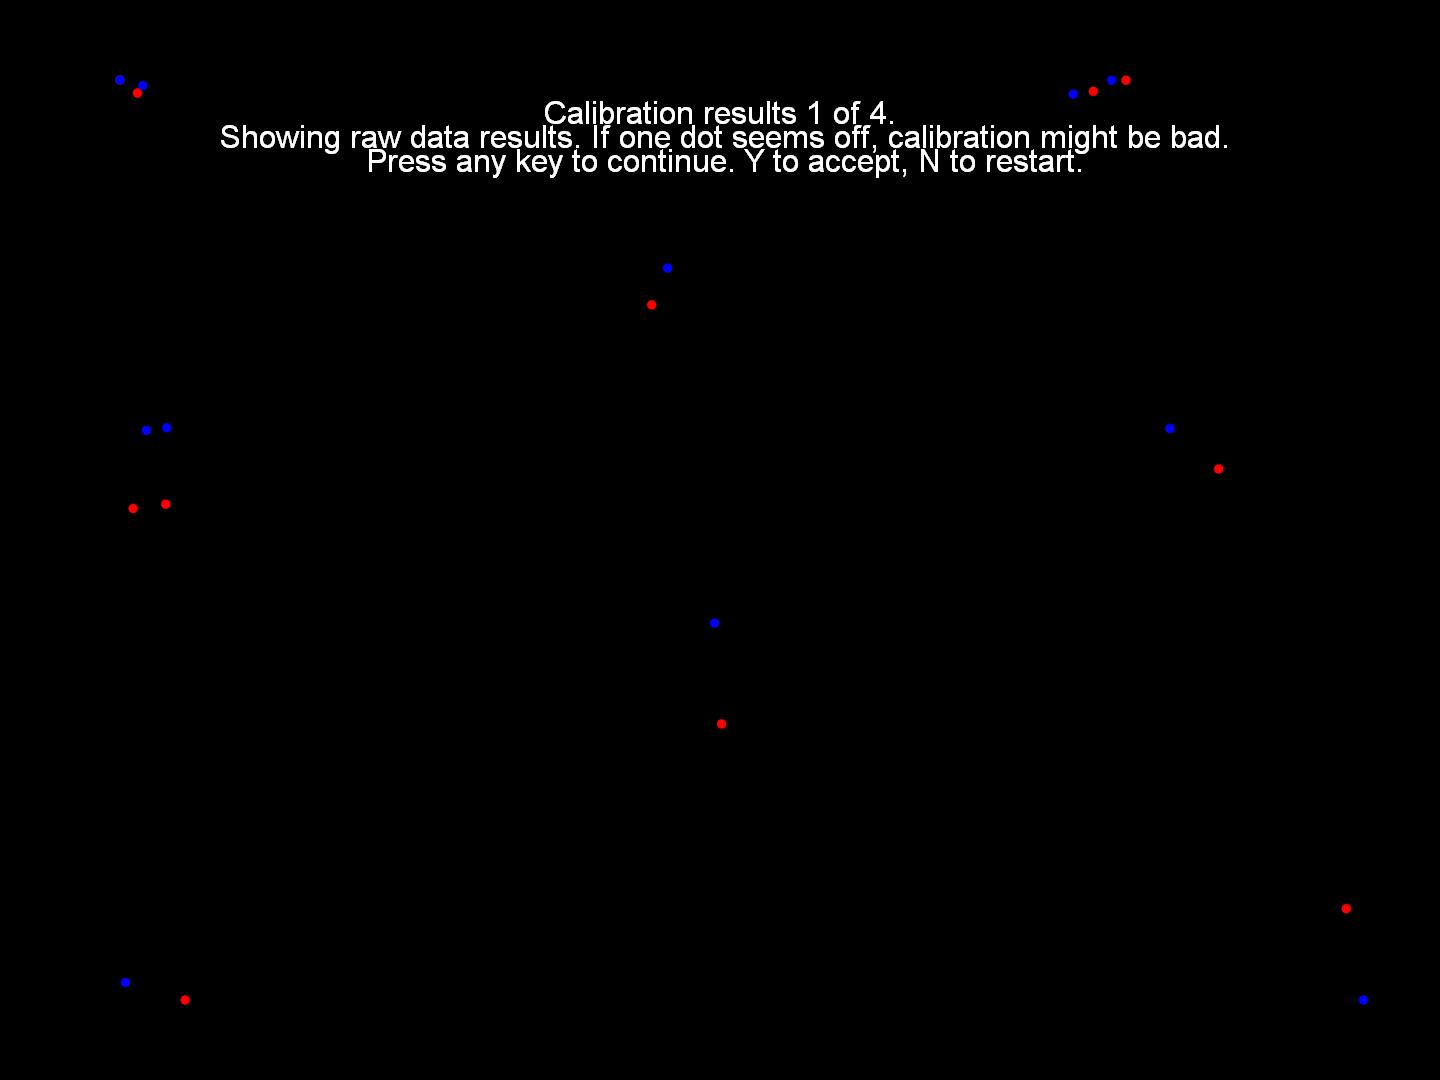 Calibration results 1 of 4.
Showing raw data results. If one dot seems off, calibration might be bad.
Press any key to continue. Y to accept, N to restart.